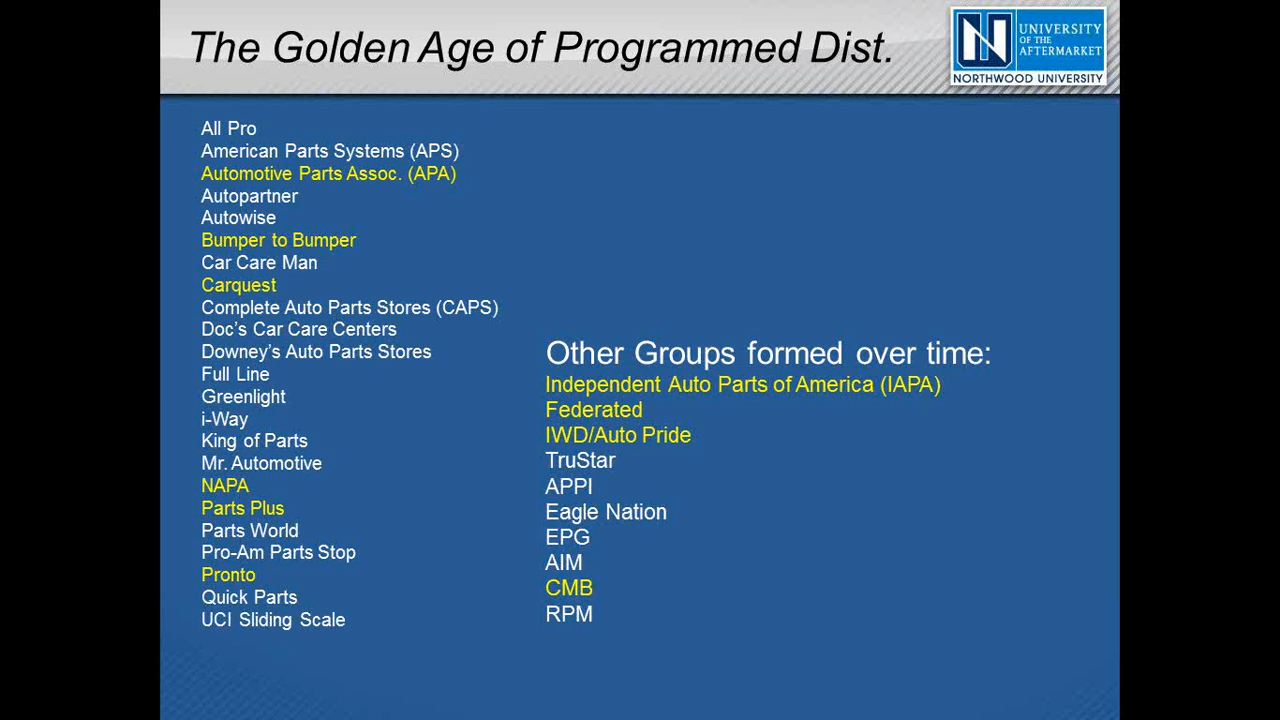 The Golden Age of Programmed Dist.
N
UNIVERSITY
OF THE
AFTERMARKET
NORTHWOOD UNIVERSITY
All Pro
American Parts Systems (APS)
Automotive Parts Assoc. (APA)
Autopartner
Autowise
Bumper to Bumper
Car Care Man
Carquest
Complete Auto Parts Stores (CAPS)
Doc's Car Care Centers
Downey's Auto Parts Stores
Full Line
Greenlight
i-Way
King of Parts
Mr. Automotive
NAPA
Parts Plus
Parts World
Pro-Am Parts Stop
Pronto
Quick Parts
UCI Sliding Scale
Other Groups formed over time:
Independent Auto Parts of America (IAPA)
Federated
IWD/Auto Pride
TruStar
APPI
Eagle Nation
EPG
AIM
CMB
RPM